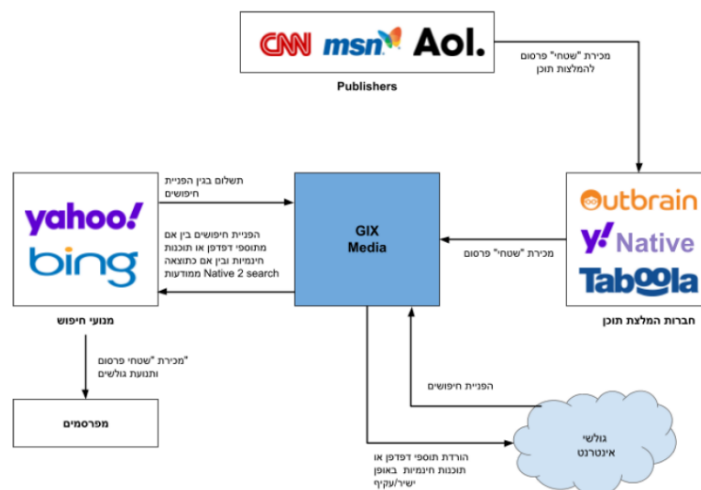 CNN msn Aol.
Publishers
מכירת "שטחי" פרסום
להמלצות תוכן
תשלום בגין הפניית
חיפושים
yahoo!
bing
הפניית חיפושים בין אם
מתוספי דפדפן או תוכנות
חינמיות ובין אם כתוצאה
ממודעות Native 2 search
מנועי חיפוש
GIX
Media
מכירת "שטחי" פרסום
Outbrain
y! Native
Taboola
חברות המלצת תוכן
"מכירת "שטחי פרסום
ותנועת גולשים
מפרסמים
הפניית חיפושים
גולשי
אינטרנט
הורדת תוספי דפדפן או
תוכנות חינמיות באופן
ישיר/עקיף